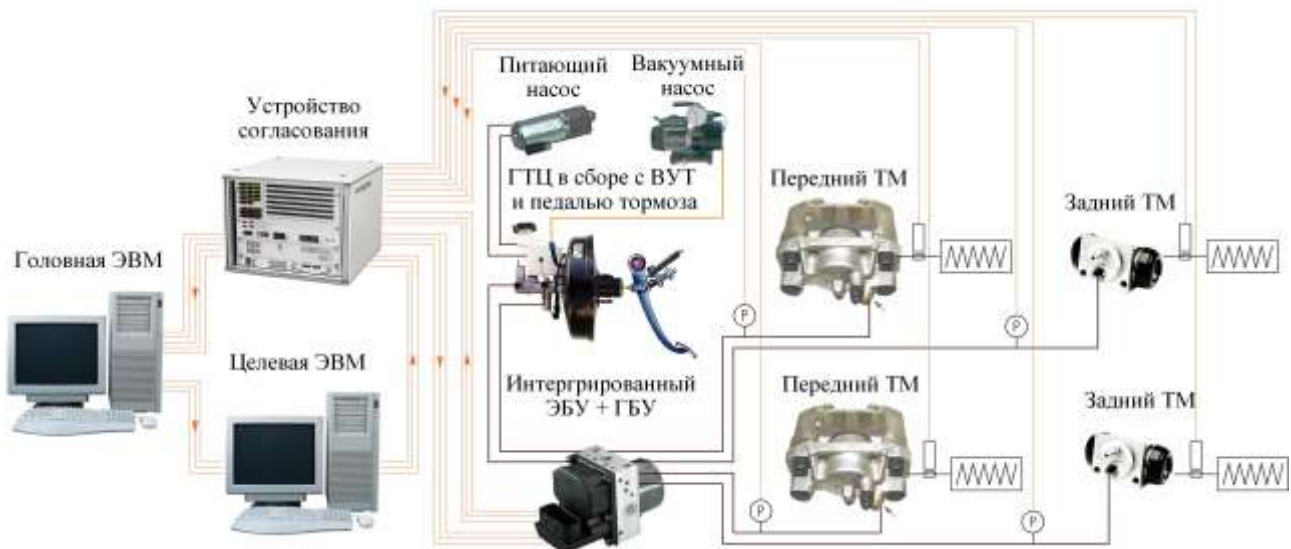 Питающий
насос
Вакуумный
насос
Устройство
согласования
ГТЦ в сборе с ВУТ
и педалью тормоза
Передний ТМ
Задний ТМ
Головная ЭВМ
P
P
Целевая ЭВМ
Интергрированный
ЭБУ + ГБУ
Передний ТМ
Задний ТМ
P
P